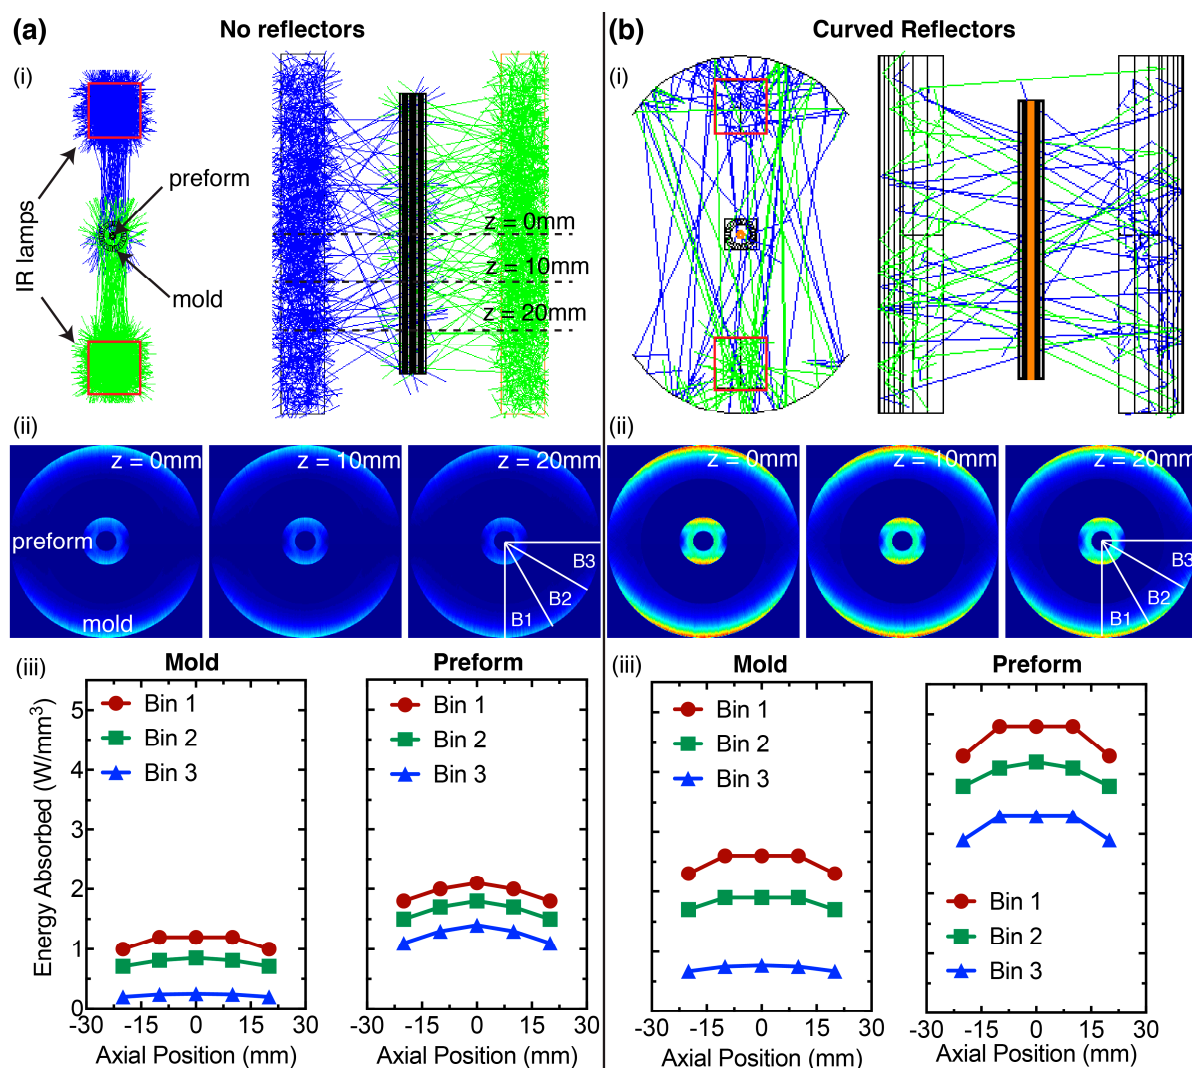 (a)
No reflectors
(i)
IR lamps
preform
mold
z = 0mm
z = 10mm
z = 20mm
(ii)
z = 0mm
preform
mold
z = 10mm
z = 20mm
B3
B2
B1
(iii)
Mold
Bin 1
Bin 2
Bin 3
Energy Absorbed (W/mm³)
5
4
3
2
1
0
-30
-15
0
15
30
Axial Position (mm)
Preform
Bin 1
Bin 2
Bin 3
-30
-15
0
15
30
Axial Position (mm)
(b)
Curved Reflectors
(i)
(ii)
z = 0mm
z = 10mm
z = 20mm
B3
B2
B1
(iii)
Mold
Bin 1
Bin 2
Bin 3
-30
-15
0
15
30
Axial Position (mm)
Preform
Bin 1
Bin 2
Bin 3
-30
-15
0
15
30
Axial Position (mm)